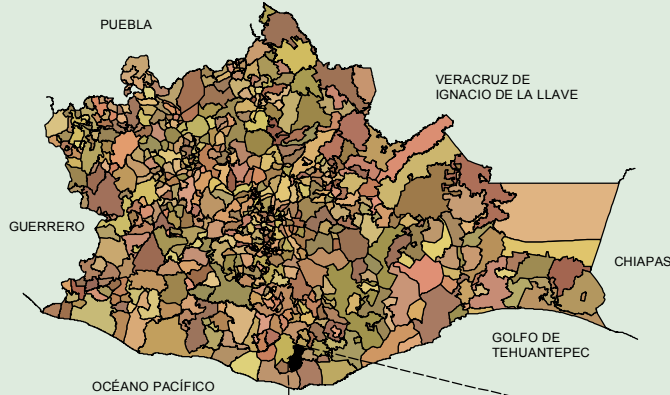 PUEBLA
VERACRUZ DE
IGNACIO DE LA LLAVE
GUERRERO
CHIAPAS
GOLFO DE
TEHUANTEPEC
OCÉANO PACÍFICO